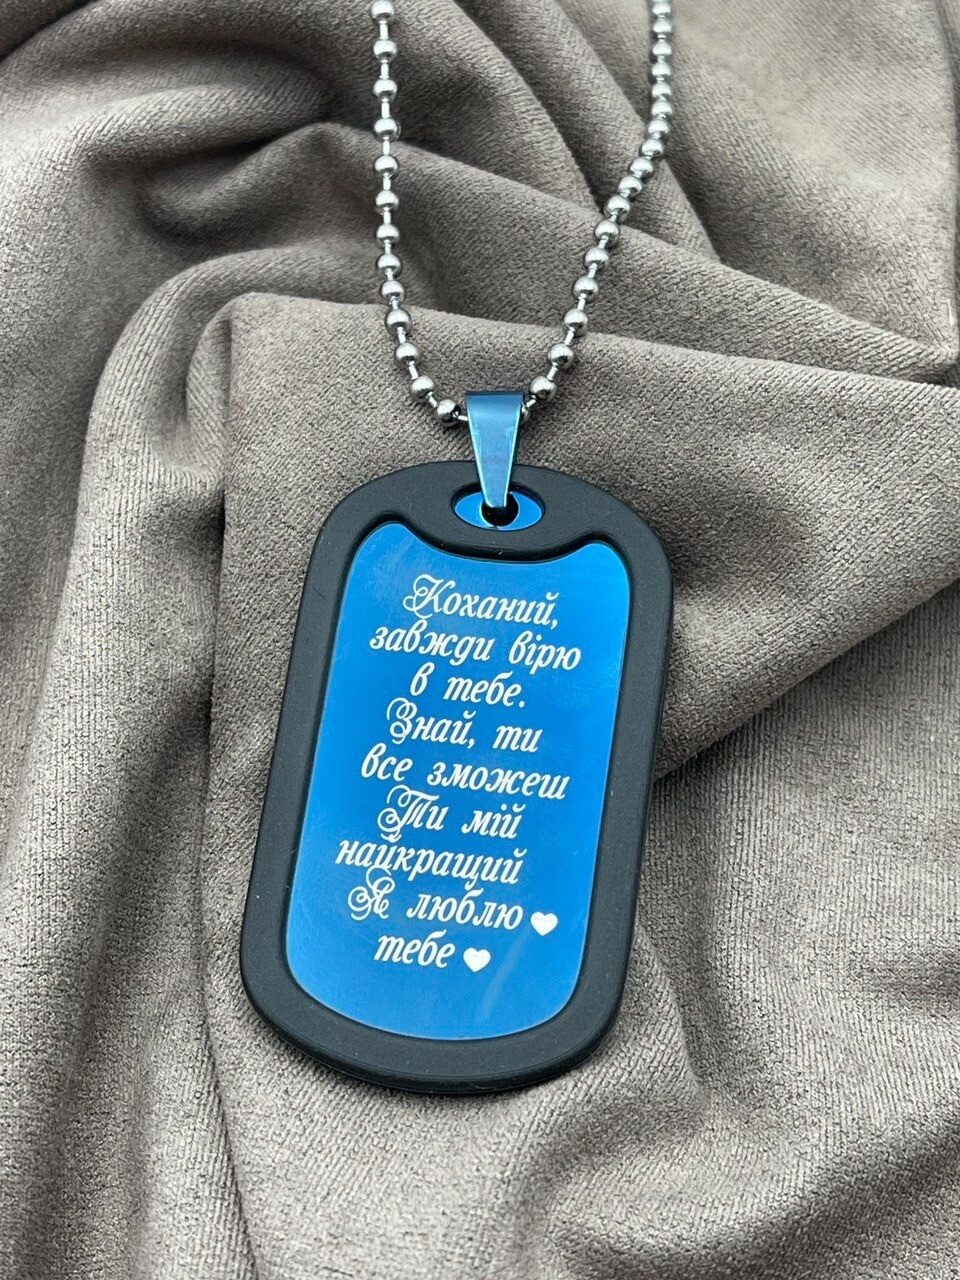 Коханий,
завжди вірю
в тебе.
Знай, ти
все зможеш
Ти мій
найкращий
Я люблю
тебе